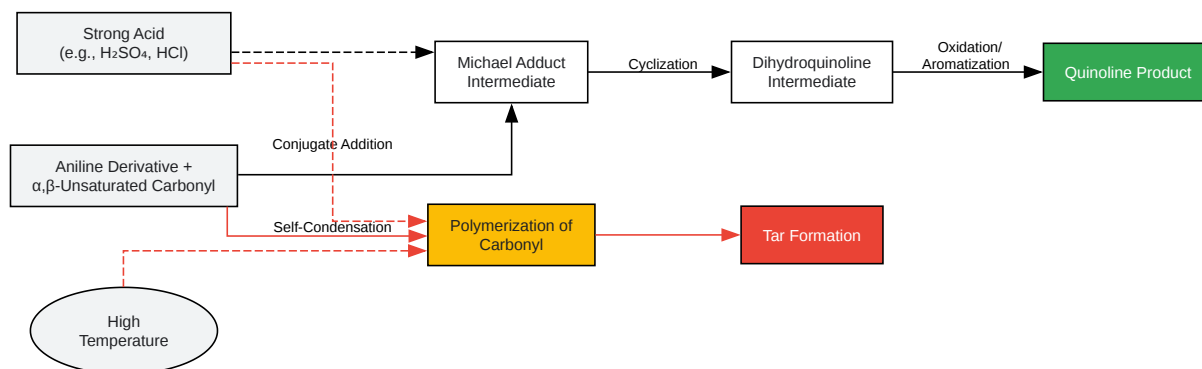 Strong Acid
(e.g., H₂SO₄, HCl)
Michael Adduct
Intermediate
Cyclization
Dihydroquinoline
Intermediate
Oxidation/
Aromatization
Quinoline Product
Conjugate Addition
Aniline Derivative +
α,β-Unsaturated Carbonyl
Self-Condensation
Polymerization of
Carbonyl
Tar Formation
High
Temperature